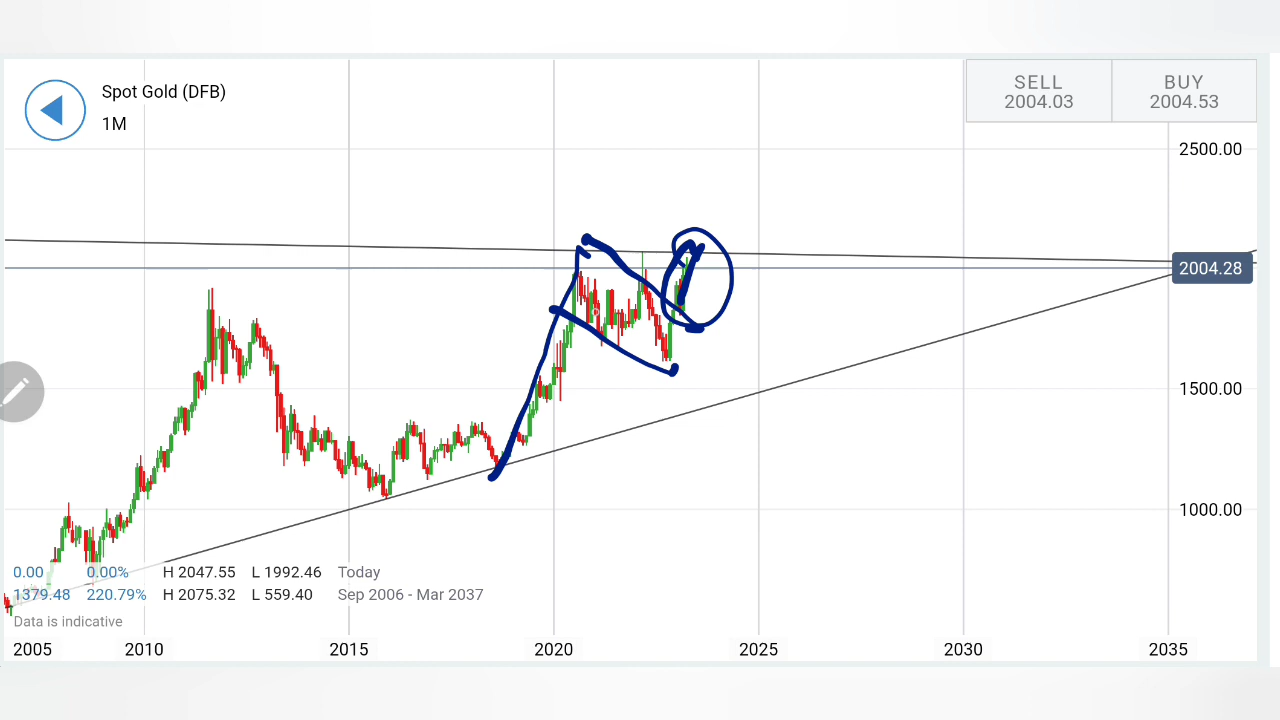 Spot Gold (DFB)
1M
SELL
2004.03
BUY
2004.53
2500.00
2004.28
1500.00
1000.00
0.00 0.00% H 2047.55 L 1992.46 Today
1379.48 220.79% H 2075.32 L 559.40 Sep 2006 - Mar 2037
Data is indicative
2005 2010 2015 2020 2025 2030 2035